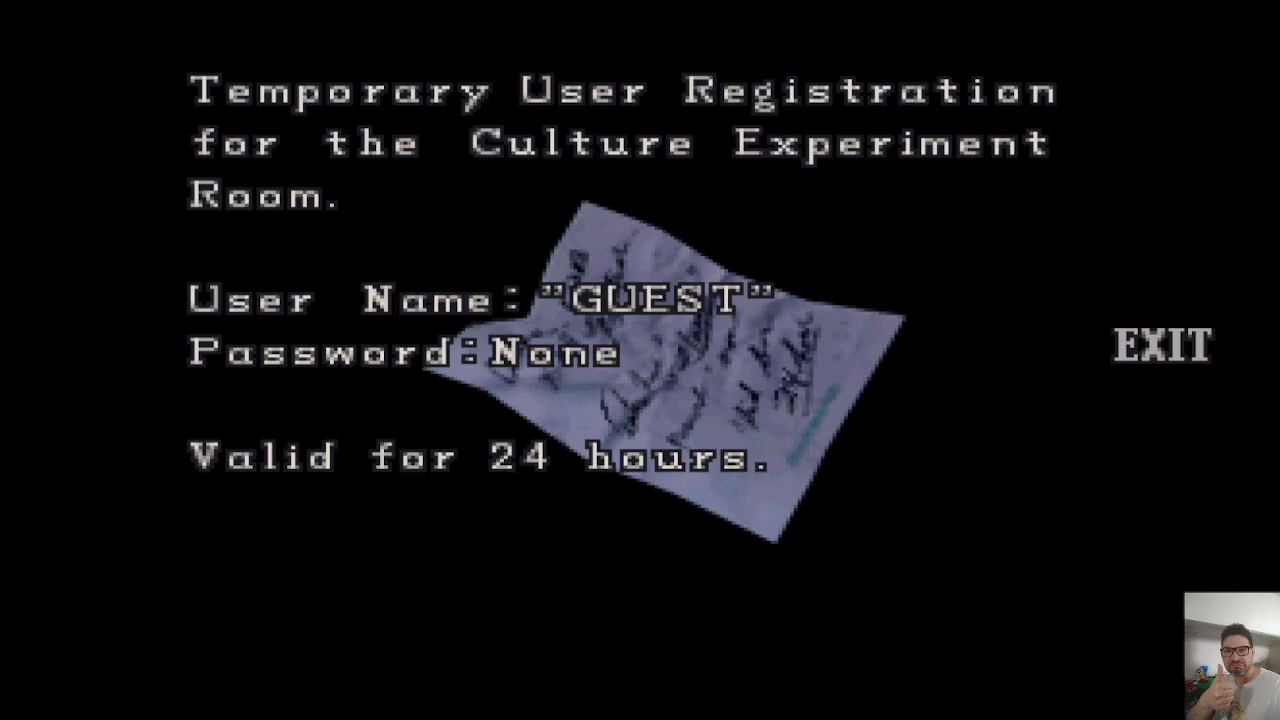 Temporary User Registration
for the Culture Experiment
Room.
User Name:"GUEST"
Password:None
EXIT
Valid for 24 hours.